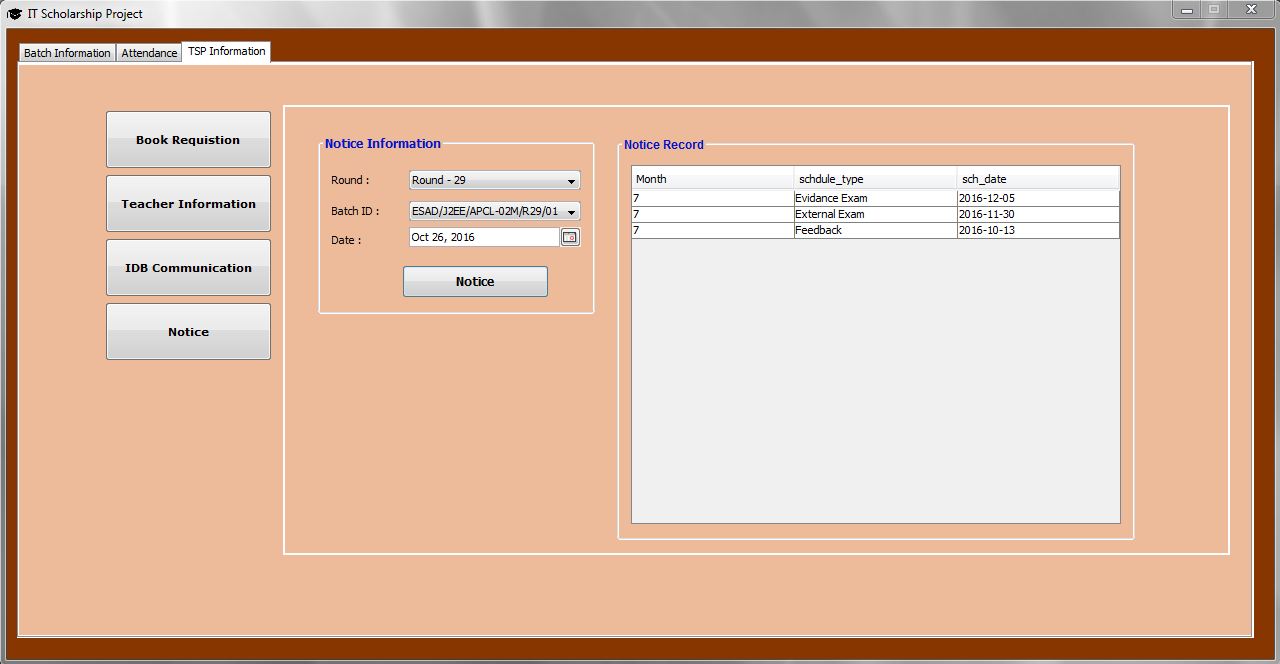 IT Scholarship Project
Batch Information Attendance TSP Information
Book Requistion
Teacher Information
IDB Communication
Notice
Notice Information
Round : Round - 29
Batch ID : ESAD/J2EE/APCL-02M/R29/01
Date : Oct 26, 2016
Notice
Notice Record
Month schdule_type sch_date
7 Evidance Exam 2016-12-05
7 External Exam 2016-11-30
7 Feedback 2016-10-13